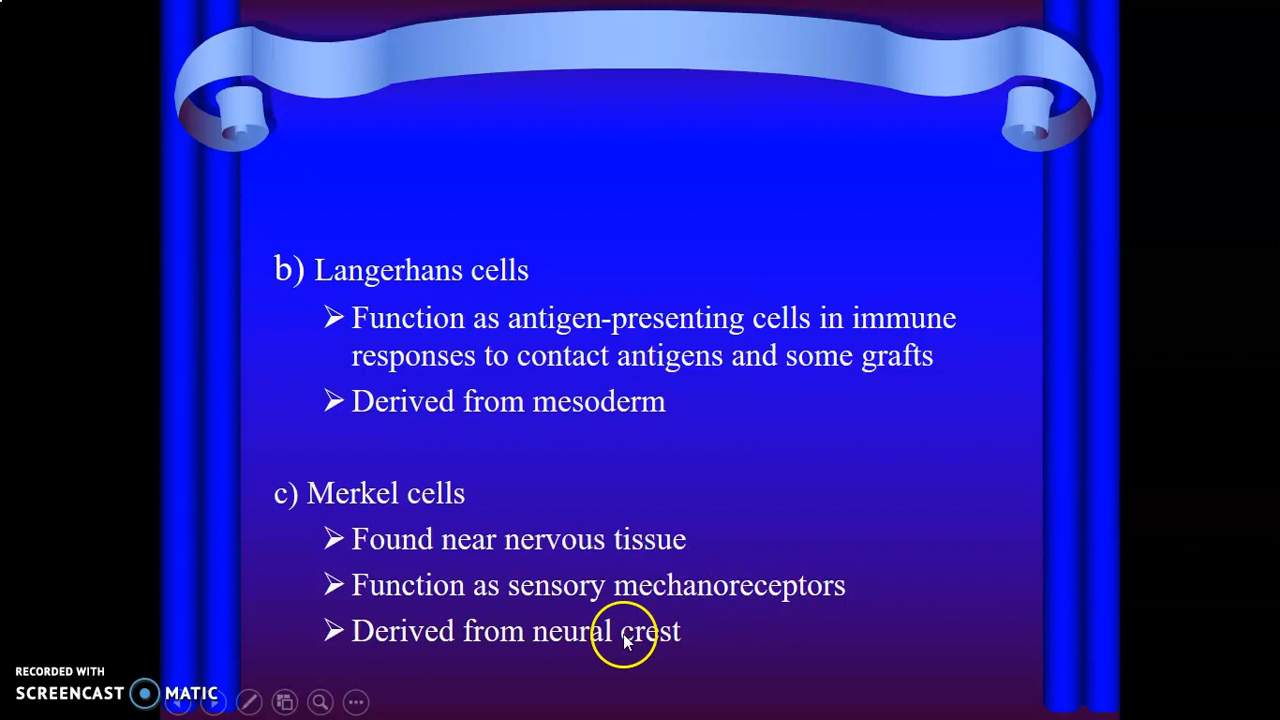 b) Langerhans cells
➢ Function as antigen-presenting cells in immune
responses to contact antigens and some grafts
➢ Derived from mesoderm
c) Merkel cells
➢ Found near nervous tissue
➢ Function as sensory mechanoreceptors
➢ Derived from neural crest
RECORDED WITH
SCREENCAST MATIC